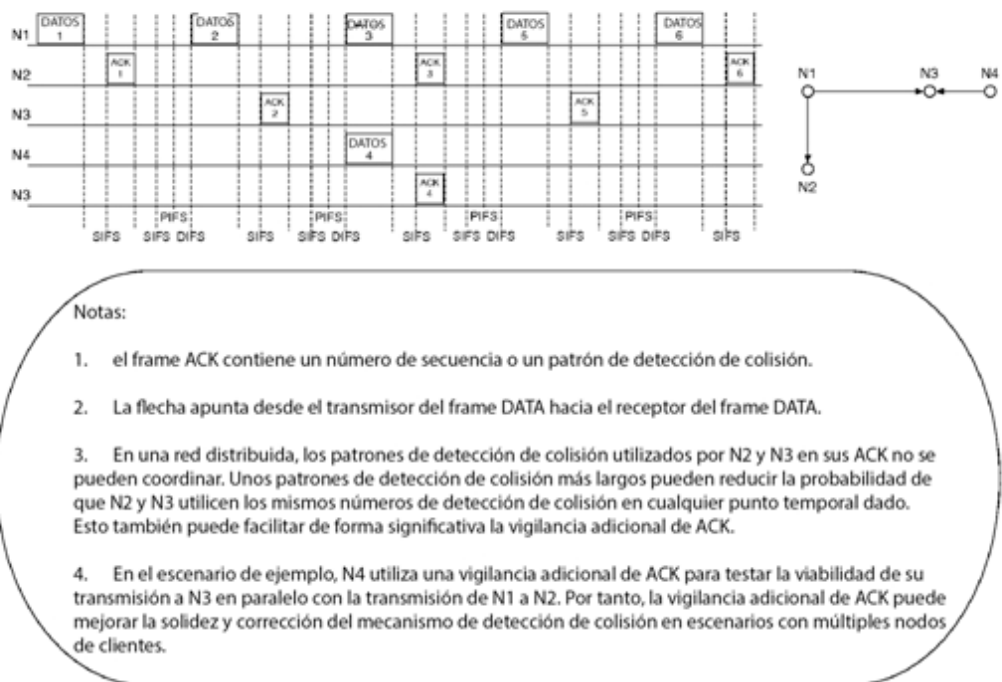 N1 DATOS 1 DATOS 2 DATOS 3 DATOS 5 DATOS 6
N2 ACK 1 ACK 3 ACK 6
N3 ACK 2 ACK 5
N4 DATOS 4
N3 ACK 4
PIFS PIFS PIFS PIFS
SIFS SIFS DIFS SIFS SIFS DIFS SIFS SIFS DIFS SIFS SIFS DIFS SIFS
N1 N3 N4
N2
Notas:
1. el frame ACK contiene un número de secuencia o un patrón de detección de colisión.
2. La flecha apunta desde el transmisor del frame DATA hacia el receptor del frame DATA.
3. En una red distribuida, los patrones de detección de colisión utilizados por N2 y N3 en sus ACK no se
pueden coordinar. Unos patrones de detección de colisión más largos pueden reducir la probabilidad de
que N2 y N3 utilicen los mismos números de detección de colisión en cualquier punto temporal dado.
Esto también puede facilitar de forma significativa la vigilancia adicional de ACK.
4. En el escenario de ejemplo, N4 utiliza una vigilancia adicional de ACK para testar la viabilidad de su
transmisión a N3 en paralelo con la transmisión de N1 a N2. Por tanto, la vigilancia adicional de ACK puede
mejorar la solidez y corrección del mecanismo de detección de colisión en escenarios con múltiples nodos
de clientes.